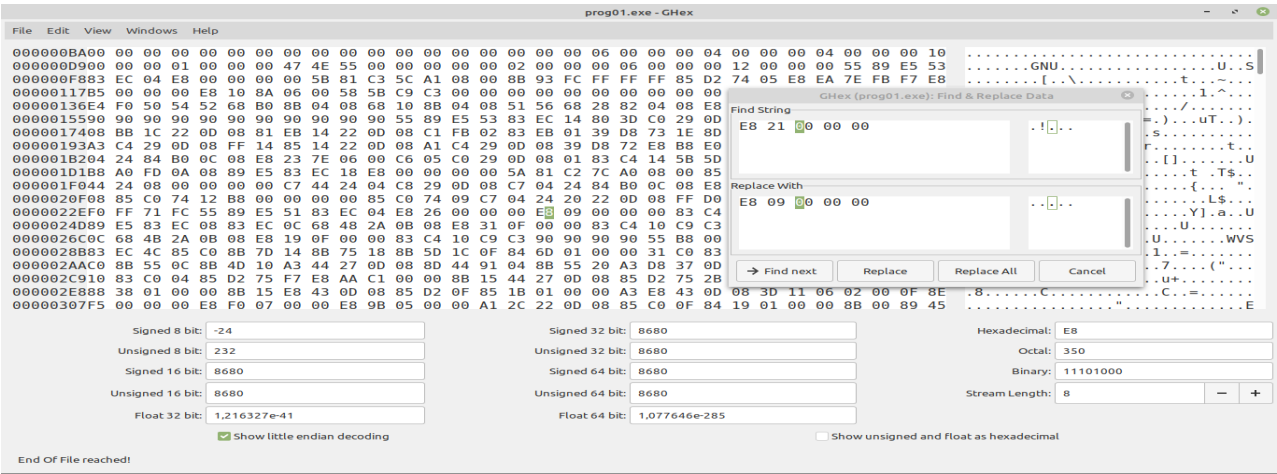 prog01.exe - GHex
File Edit View Windows Help
000000BA00 00 00 00 00 00 00 00 00 00 00 00 00 00 00 00 06 00 00 00 04 00 00 00 04 00 00 00 10
000000D900 00 01 00 00 00 47 4E 55 00 00 00 00 00 02 00 00 00 06 00 00 00 12 00 00 00 55 89 E5 53 .......GNU.................U..S
000000F883 EC 04 E8 00 00 00 00 5B 81 C3 5C A1 08 00 8B 93 FC FF FF FF 85 D2 74 05 E8 EA 7E FB F7 E8
00000117B5 00 00 00 E8 10 8A 06 00 58 5B C9 C3 00 00 00 00 00 00 00 00 00 00 00
00000136E4 F0 50 54 52 68 B0 8B 04 08 68 10 8B 04 08 51 56 68 28 82 04 08 E8
0000015590 90 90 90 90 90 90 90 90 90 90 55 89 E5 53 83 EC 14 80 3D C0 29 0D
0000017408 BB 1C 22 0D 08 81 EB 14 22 0D 08 C1 FB 02 83 EB 01 39 D8 73 1E 8D
00000193A3 C4 29 0D 08 FF 14 85 14 22 0D 08 A1 C4 29 0D 08 39 D8 72 E8 B8 E0
000001B204 24 84 B0 0C 08 E8 23 7E 06 00 C6 05 C0 29 0D 08 01 83 C4 14 5B 5D
000001D1B8 A0 FD 0A 08 89 E5 83 EC 18 E8 00 00 00 00 5A 81 C2 7C A0 08 00 85
000001F044 24 08 00 00 00 00 C7 44 24 04 C8 29 0D 08 C7 04 24 84 B0 0C 08 E8
0000020F08 85 C0 74 12 B8 00 00 00 00 85 C0 74 09 C7 04 24 20 22 0D 08 FF D0
0000022EF0 FF 71 FC 55 89 E5 51 83 EC 04 E8 26 00 00 00 E8 09 00 00 00 83 C4
0000024D89 E5 83 EC 08 83 EC 0C 68 48 2A 0B 08 E8 31 0F 00 00 83 C4 10 C9 C3
0000026C0C 68 4B 2A 0B 08 E8 19 0F 00 00 83 C4 10 C9 C3 90 90 90 90 55 B8 00
0000028B83 EC 4C 85 C0 8B 7D 14 8B 75 18 8B 5D 1C 0F 84 6D 01 00 00 31 C0 83
000002AAC0 8B 55 0C 8B 4D 10 A3 44 27 0D 08 8D 44 91 04 8B 55 20 A3 D8 37 0D
000002C910 83 C0 04 85 D2 75 F7 E8 AA C1 00 00 8B 15 44 27 0D 08 85 D2 75 2B
000002E888 38 01 00 00 8B 15 E8 43 0D 08 85 D2 0F 85 1B 01 00 00 A3 E8 43 0D 08 3D 11 06 02 00 0F 8E
00000307F5 00 00 00 E8 F0 07 00 00 E8 9B 05 00 00 A1 2C 22 0D 08 85 C0 0F 84 19 01 00 00 8B 00 89 45
GHex (prog01.exe): Find & Replace Data
Find String
E8 21 00 00 00 .!...
Replace With
E8 09 00 00 00 .....
→ Find next Replace Replace All Cancel
Signed 8 bit: -24 Signed 32 bit: 8680 Hexadecimal: E8
Unsigned 8 bit: 232 Unsigned 32 bit: 8680 Octal: 350
Signed 16 bit: 8680 Signed 64 bit: 8680 Binary: 11101000
Unsigned 16 bit: 8680 Unsigned 64 bit: 8680 Stream Length: 8 − +
Float 32 bit: 1,216327e-41 Float 64 bit: 1,077646e-285
Show little endian decoding Show unsigned and float as hexadecimal
End Of File reached!